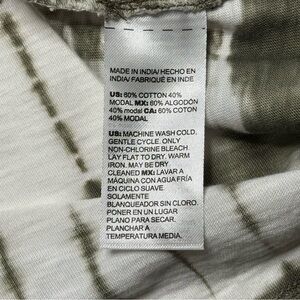 MADE IN INDIA/ HECHO EN
INDIA/ FABRIQUÉ EN INDE
US: 60% COTTON 40%
MODAL MX: 60% ALGODÓN
40% modal CA: 60% COTON
40% MODAL
US: MACHINE WASH COLD.
GENTLE CYCLE. ONLY
NON-CHLORINE BLEACH.
LAY FLAT TO DRY. WARM
IRON. MAY BE DRY
CLEANED MX: LAVAR A
MÁQUINA CON AGUA FRÍA
EN CICLO SUAVE.
SOLAMENTE
BLANQUEADOR SIN CLORO.
PONER EN UN LUGAR
PLANO PARA SECAR.
PLANCHAR A
TEMPERATURA MEDIA.